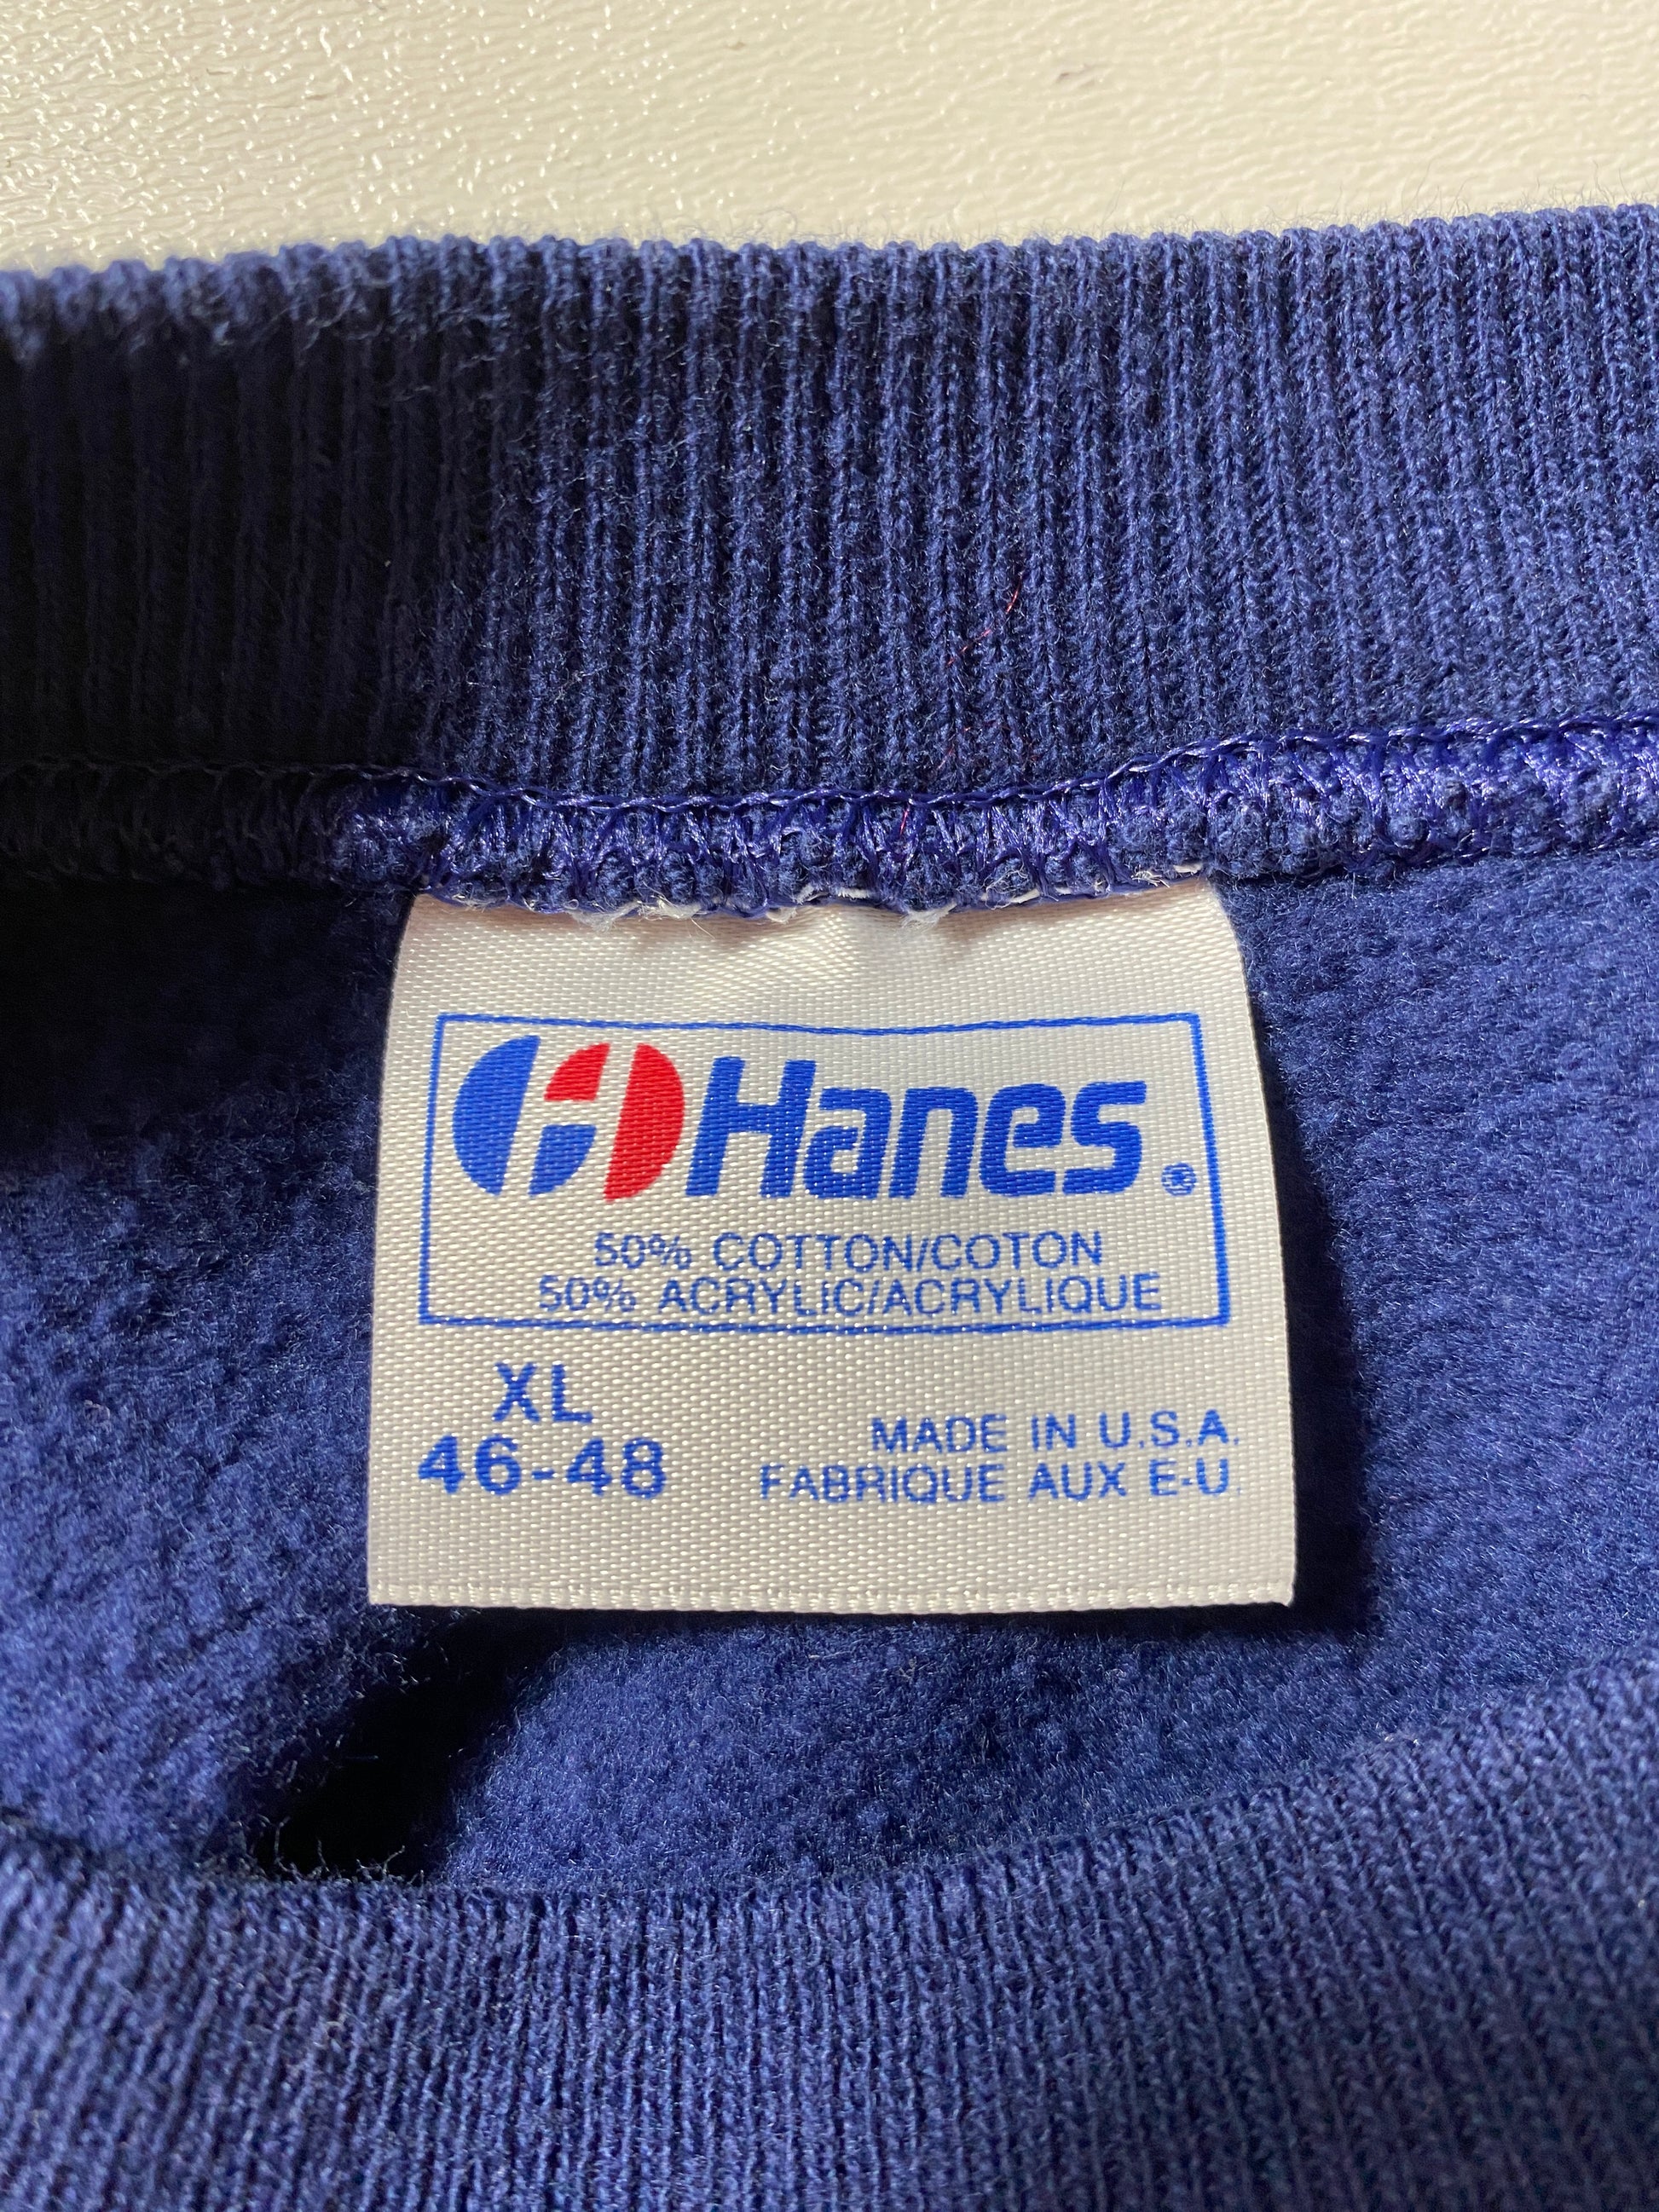 Hanes®
50% COTTON/COTON
50% ACRYLIC/ACRYLIQUE
XL
46-48
MADE IN U.S.A.
FABRIQUE AUX E-U.